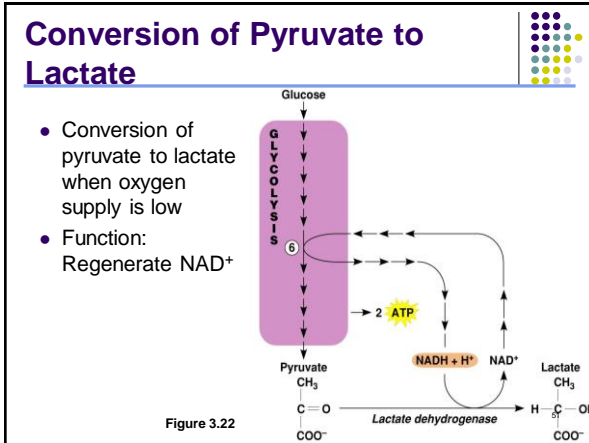 Conversion of Pyruvate to
Lactate
● Conversion of
pyruvate to lactate
when oxygen
supply is low
● Function:
Regenerate NAD⁺
Glucose
GLYCOLYSIS
6
2 ATP
NADH + H⁺
NAD⁺
Pyruvate
CH₃
C = O
COO⁻
Lactate dehydrogenase
Lactate
CH₃
H – C – O
51
COO⁻
Figure 3.22